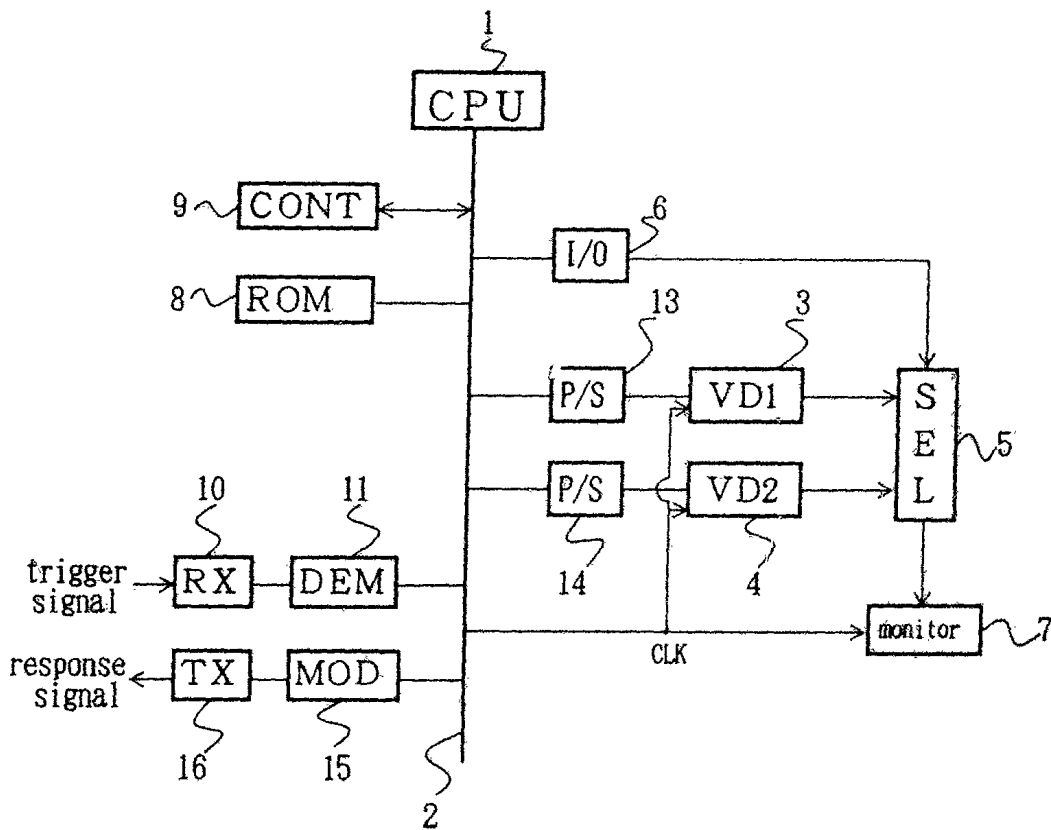 1
CPU
9
CONT
6
I/O
8
ROM
13
3
P/S
VD1
SEL
5
10
11
P/S
VD2
trigger
signal
RX
DEM
14
4
monitor
7
CLK
response
signal
TX
MOD
16
15
2